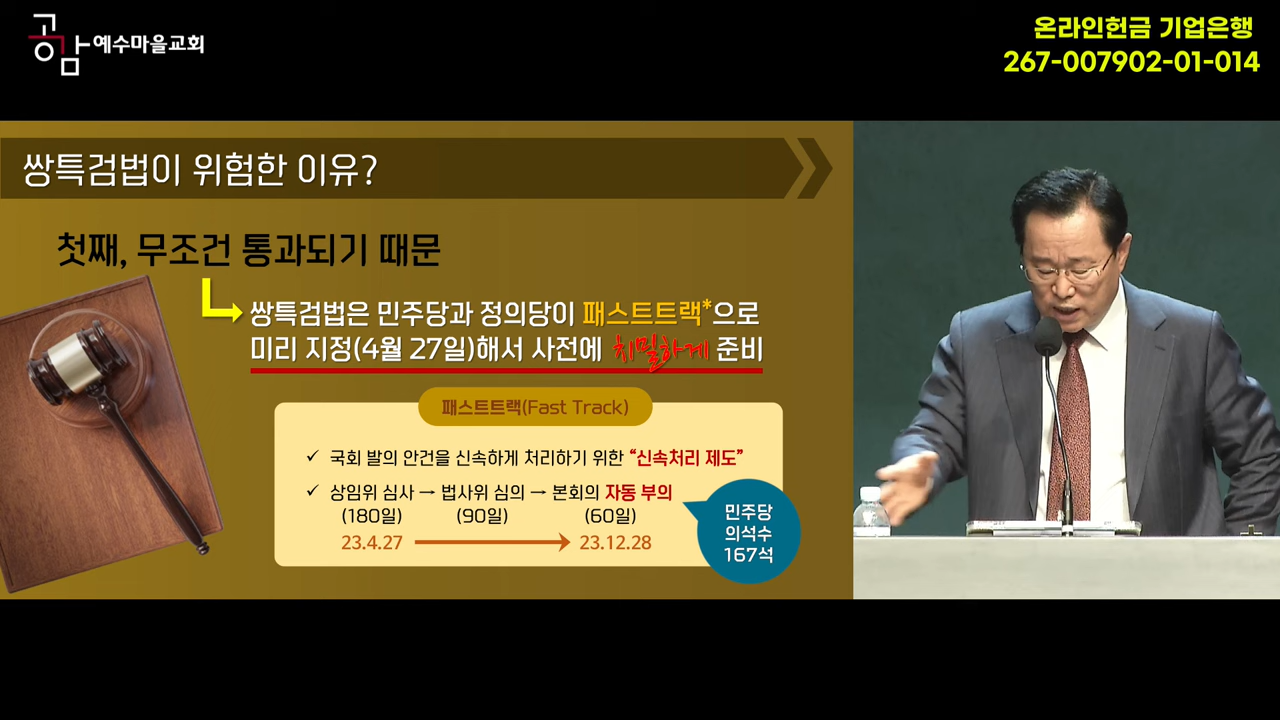 공감 예수마을교회
온라인헌금 기업은행
267-007902-01-014
쌍특검법이 위험한 이유?
첫째, 무조건 통과되기 때문
쌍특검법은 민주당과 정의당이 패스트트랙*으로
미리 지정(4월 27일)해서 사전에 치밀하게 준비
패스트트랙(Fast Track)
✓ 국회 발의 안건을 신속하게 처리하기 위한 “신속처리 제도”
✓ 상임위 심사 → 법사위 심의 → 본회의 자동 부의
(180일) (90일) (60일)
23.4.27 23.12.28
민주당
의석수
167석